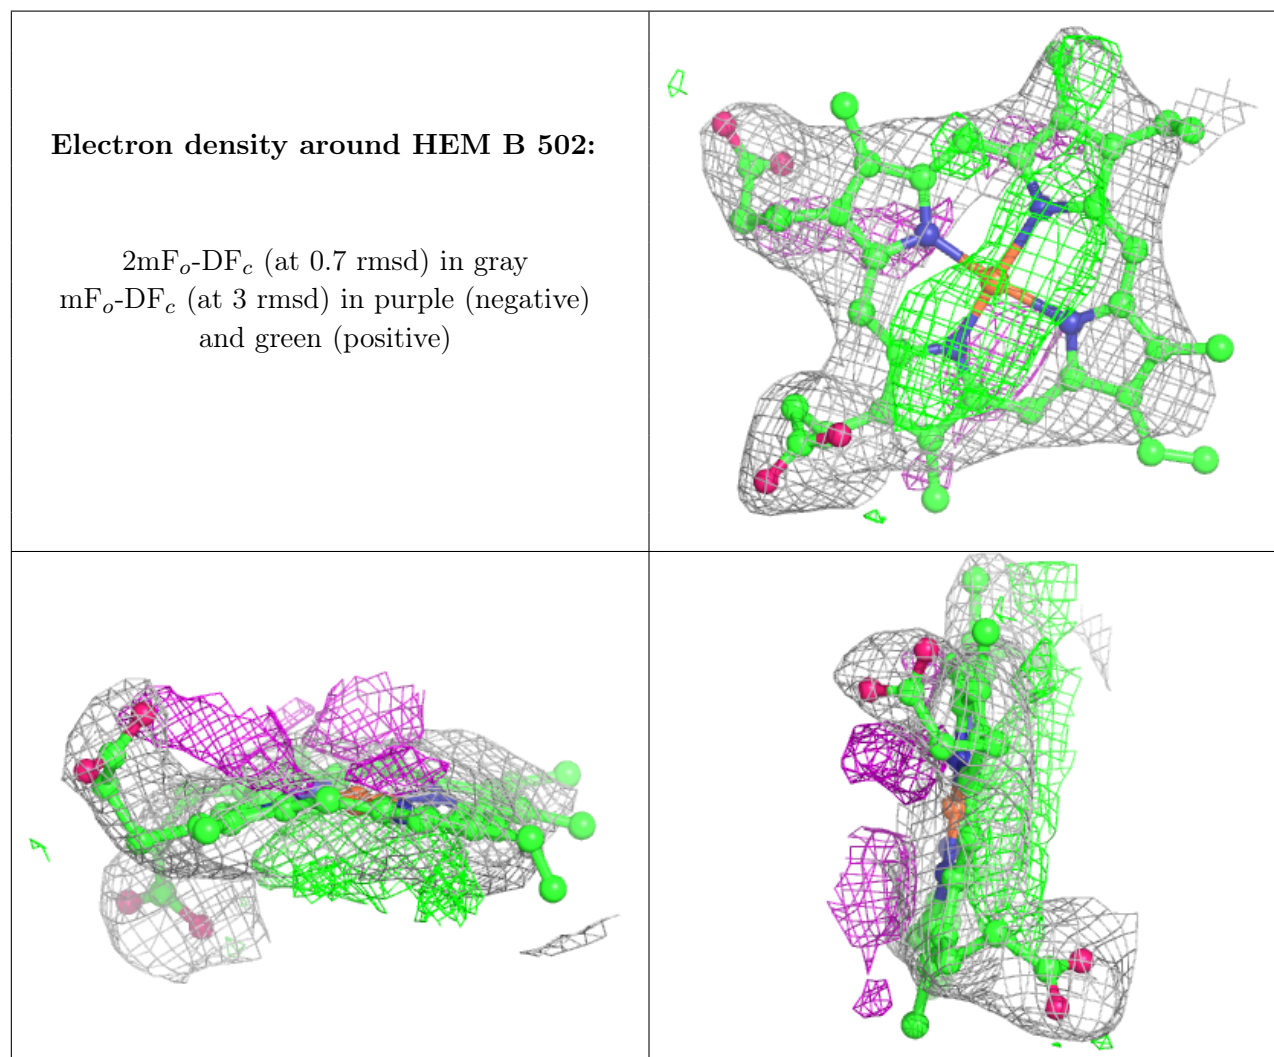 Electron density around HEM B 502:
2mFo-DFc (at 0.7 rmsd) in gray
mFo-DFc (at 3 rmsd) in purple (negative)
and green (positive)